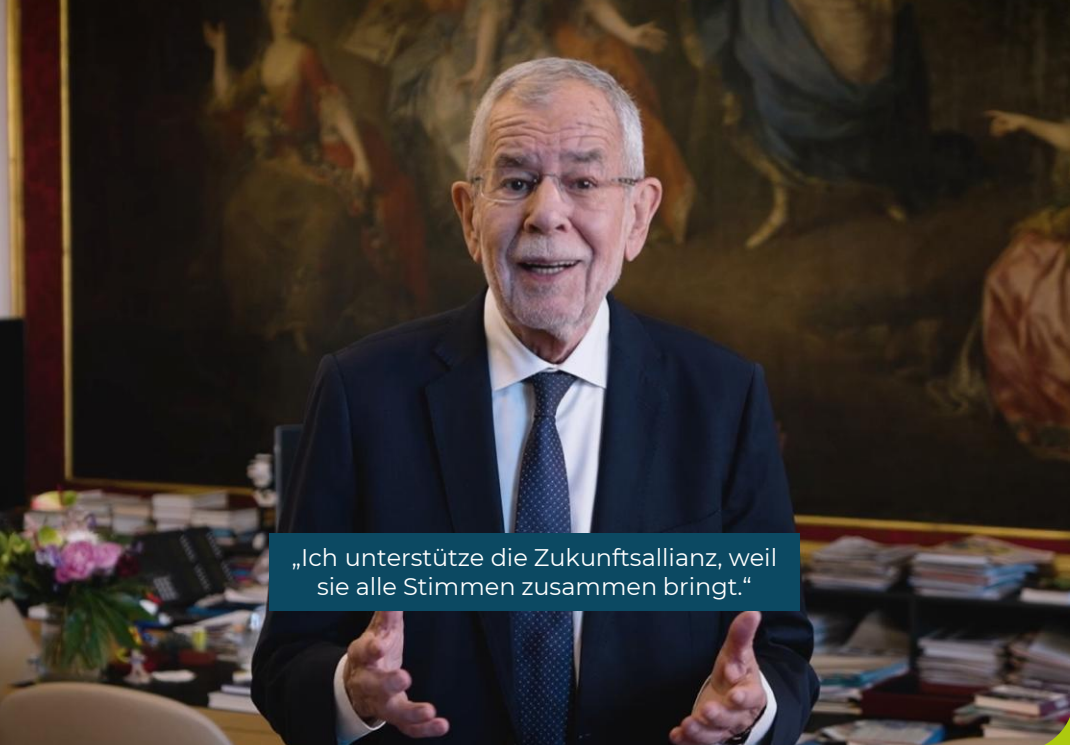 „Ich unterstütze die Zukunftsallianz, weil
sie alle Stimmen zusammen bringt.“